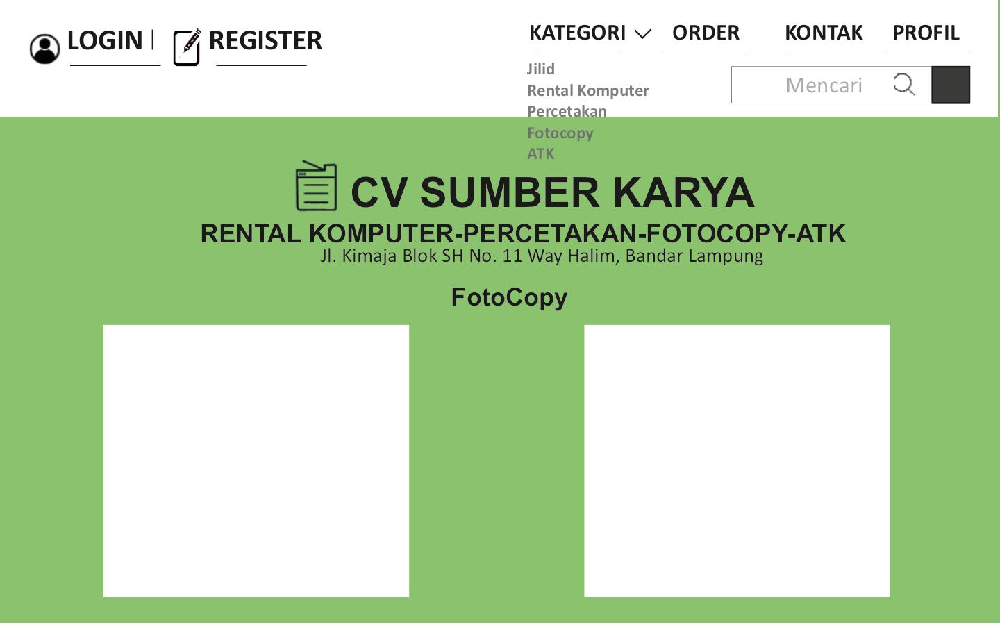 LOGIN | REGISTER
KATEGORI ORDER KONTAK PROFIL
Jilid
Rental Komputer
Percetakan
Fotocopy
ATK
Mencari
CV SUMBER KARYA
RENTAL KOMPUTER-PERCETAKAN-FOTOCOPY-ATK
Jl. Kimaja Blok SH No. 11 Way Halim, Bandar Lampung
FotoCopy